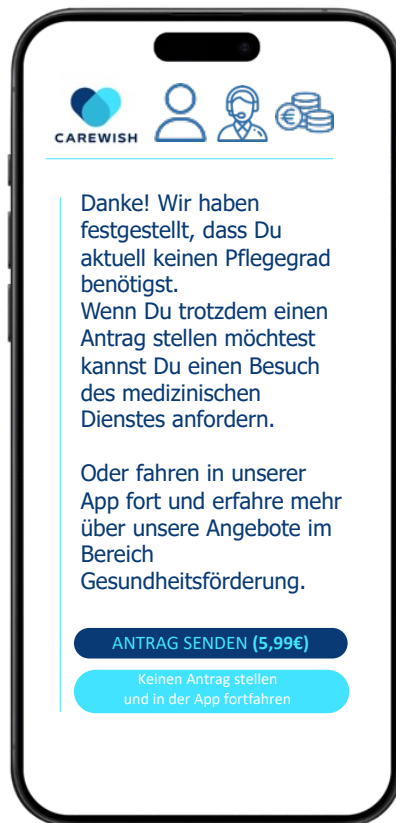 CAREWISH
Danke! Wir haben
festgestellt, dass Du
aktuell keinen Pflegegrad
benötigst.
Wenn Du trotzdem einen
Antrag stellen möchtest
kannst Du einen Besuch
des medizinischen
Dienstes anfordern.
Oder fahren in unserer
App fort und erfahre mehr
über unsere Angebote im
Bereich
Gesundheitsförderung.
ANTRAG SENDEN (5,99€)
Keinen Antrag stellen
und in der App fortfahren